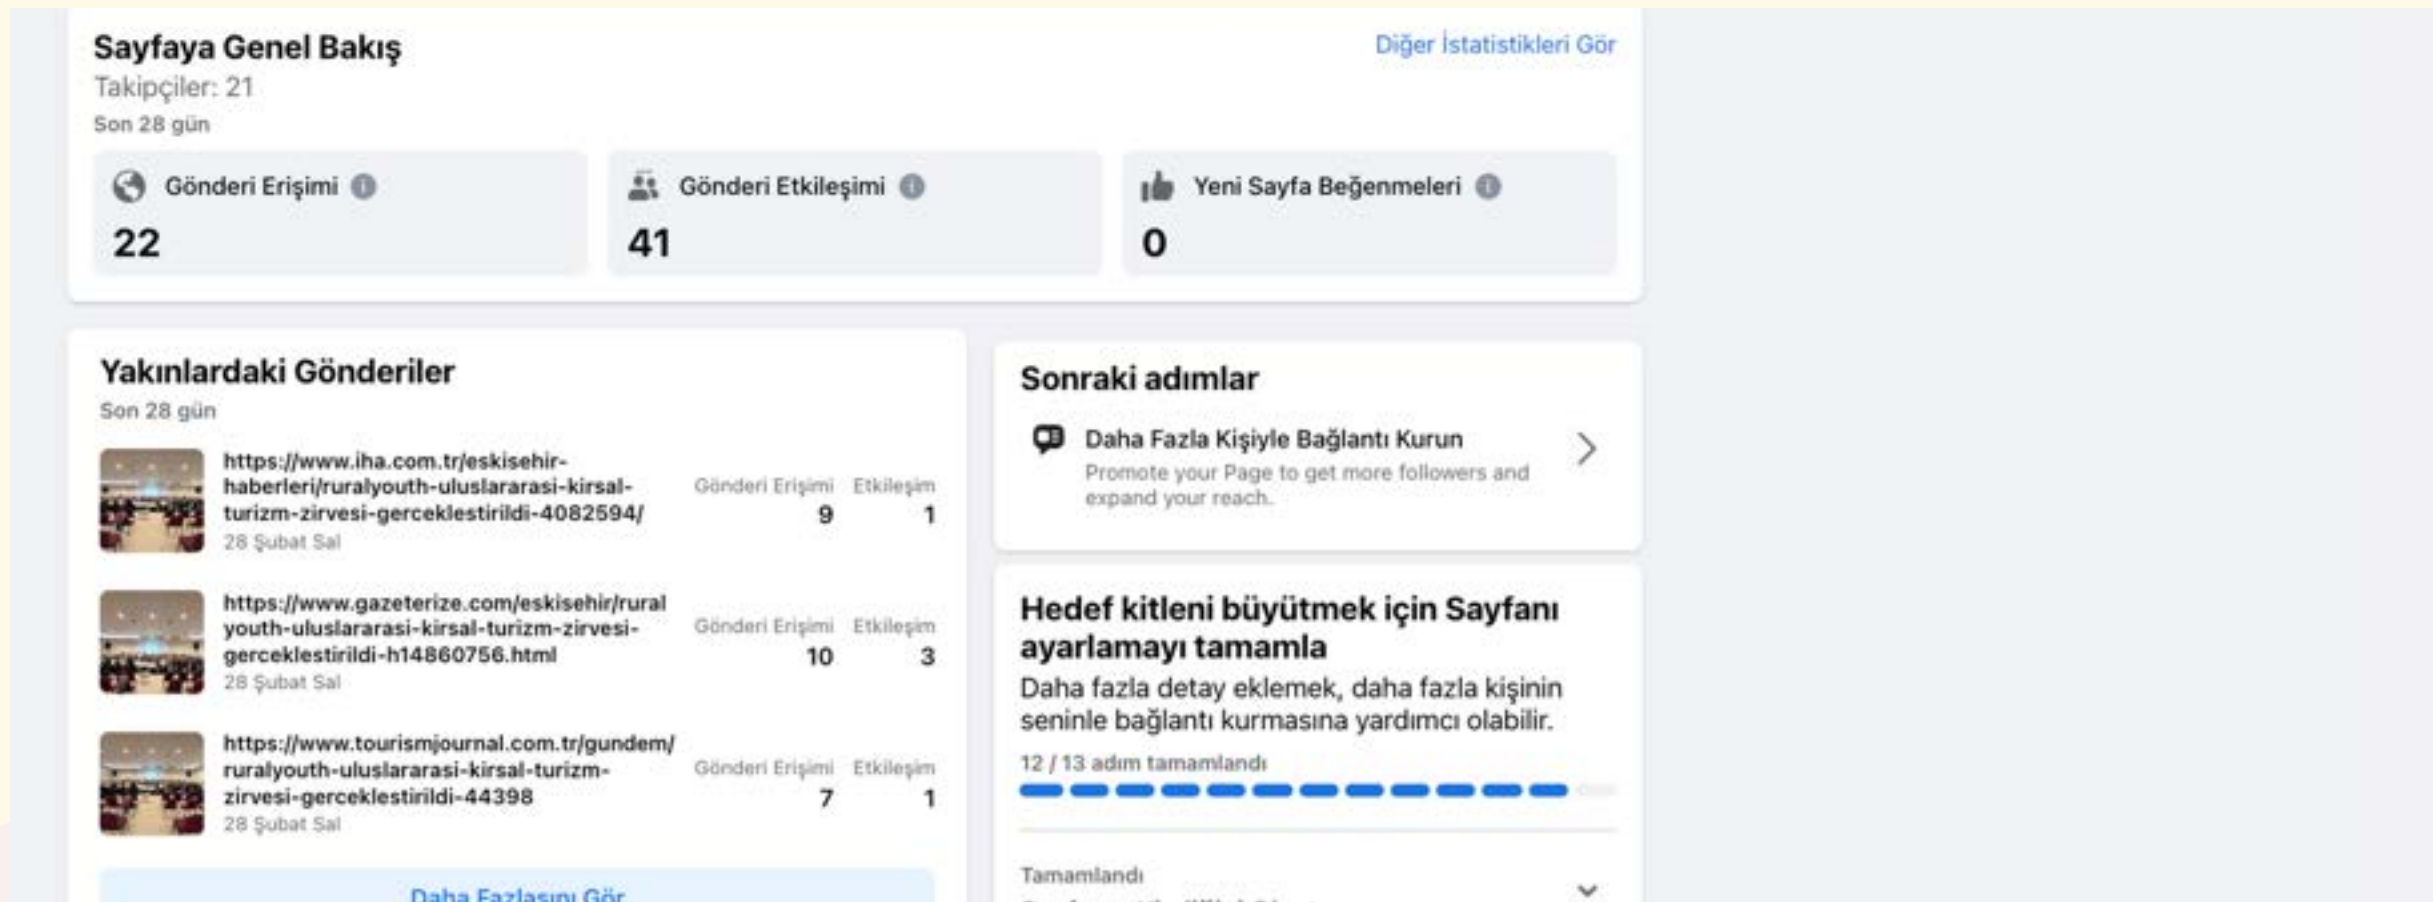 Sayfaya Genel Bakış
Diğer İstatistikleri Gör
Takipçiler: 21
Son 28 gün
Gönderi Erişimi
22
Gönderi Etkileşimi
41
Yeni Sayfa Beğenmeleri
0
Yakınlardaki Gönderiler
Son 28 gün
https://www.iha.com.tr/eskisehir-
haberleri/ruralyouth-uluslararasi-kirsal-
turizm-zirvesi-gerceklestirildi-4082594/
28 Şubat Sal
Gönderi Erişimi Etkileşim
9 1
https://www.gazeterize.com/eskisehir/rural
youth-uluslararasi-kirsal-turizm-zirvesi-
gerceklestirildi-h14860756.html
28 Şubat Sal
Gönderi Erişimi Etkileşim
10 3
https://www.tourismjournal.com.tr/gundem/
ruralyouth-uluslararasi-kirsal-turizm-
zirvesi-gerceklestirildi-44398
28 Şubat Sal
Gönderi Erişimi Etkileşim
7 1
Daha Fazlasını Gör
Sonraki adımlar
Daha Fazla Kişiyle Bağlantı Kurun
Promote your Page to get more followers and
expand your reach.
Hedef kitleni büyütmek için Sayfanı
ayarlamayı tamamla
Daha fazla detay eklemek, daha fazla kişinin
seninle bağlantı kurmasına yardımcı olabilir.
12 / 13 adım tamamlandı
Tamamlandı